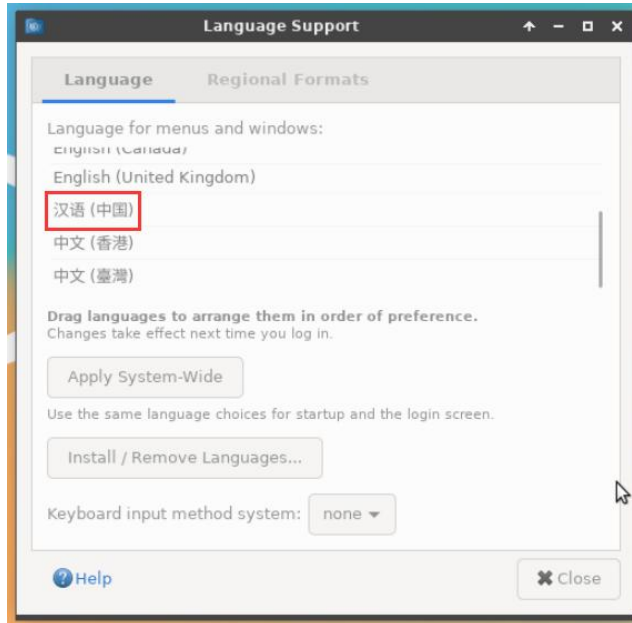 Language Support
Language Regional Formats
Language for menus and windows:
English (Canada)
English (United Kingdom)
汉语 (中国)
中文 (香港)
中文 (臺灣)
Drag languages to arrange them in order of preference.
Changes take effect next time you log in.
Apply System-Wide
Use the same language choices for startup and the login screen.
Install / Remove Languages...
Keyboard input method system: none
Help Close